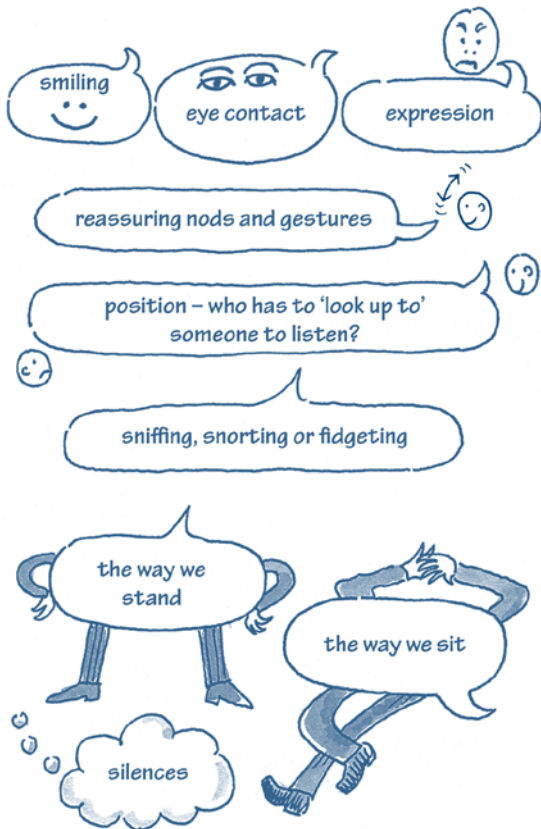 smiling
eye contact
expression
reassuring nods and gestures
position – who has to ‘look up to’
someone to listen?
sniffing, snorting or fidgeting
the way we
stand
the way we sit
silences